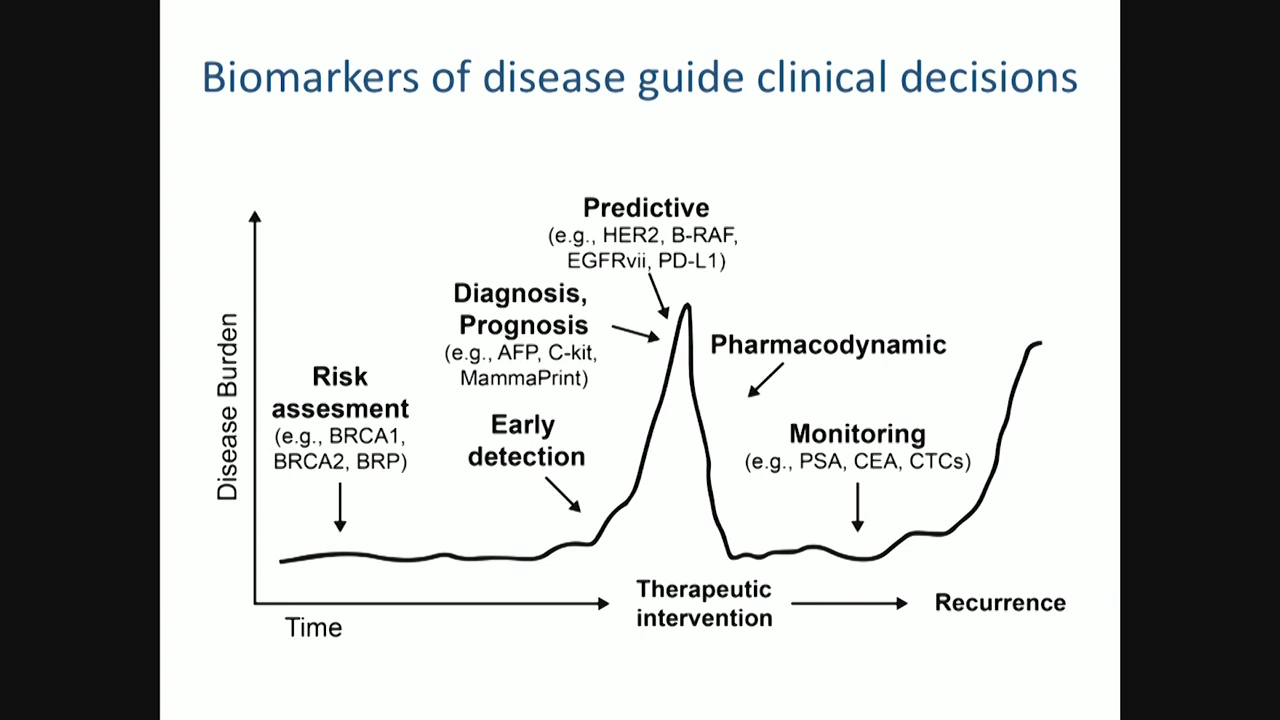 Biomarkers of disease guide clinical decisions
Predictive
(e.g., HER2, B-RAF,
EGFRvii, PD-L1)
Diagnosis,
Prognosis
(e.g., AFP, C-kit,
MammaPrint)
Pharmacodynamic
Risk
assesment
(e.g., BRCA1,
BRCA2, BRP)
Early
detection
Monitoring
(e.g., PSA, CEA, CTCs)
Disease Burden
Time
Therapeutic
intervention
Recurrence